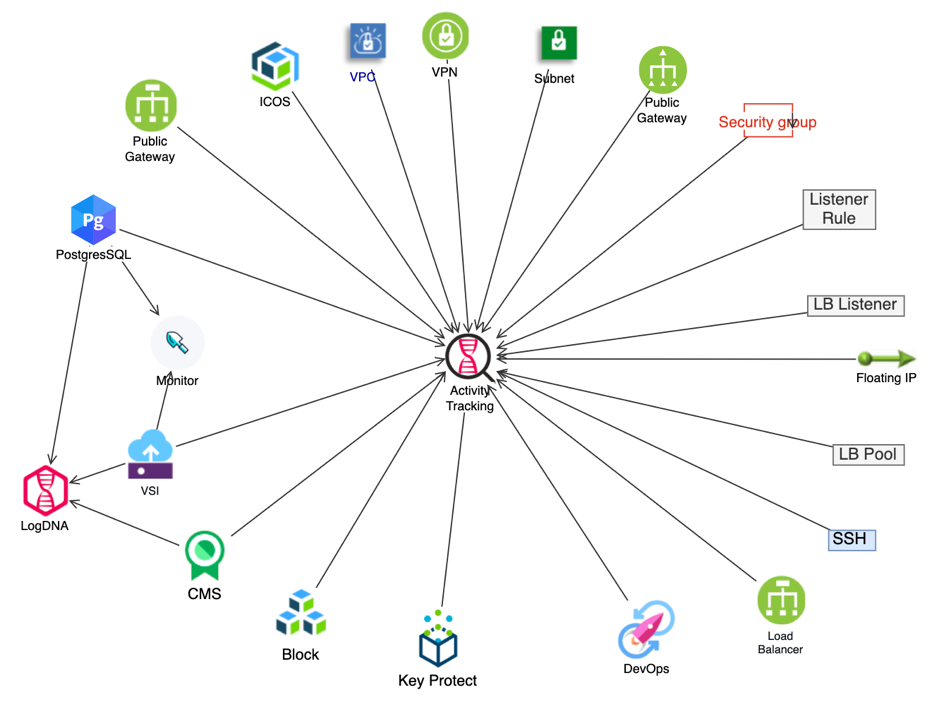 VPC
VPN
Subnet
ICOS
Public
Gateway
Public
Gateway
Security group
Listener
Rule
Pg
PostgresSQL
LB Listener
Monitor
Activity
Tracking
Floating IP
LB Pool
VSI
LogDNA
SSH
CMS
Block
Key Protect
DevOps
Load
Balancer